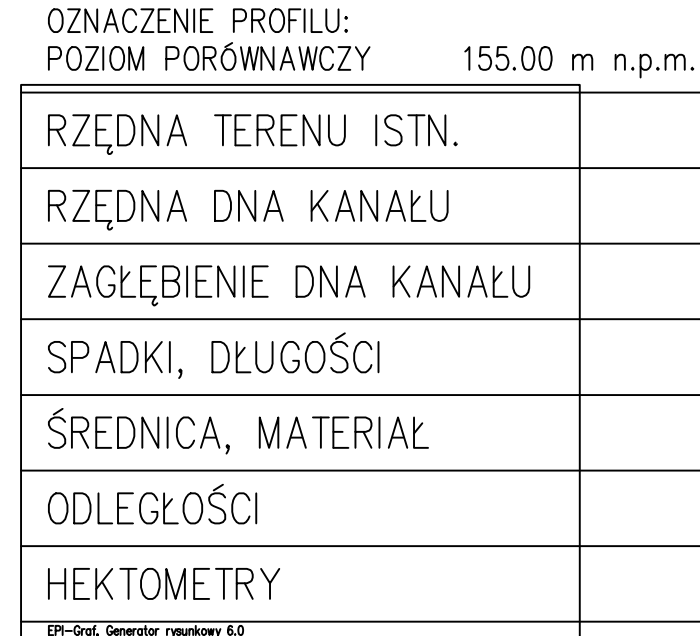 OZNACZENIE PROFILU:
POZIOM PORÓWNAWCZY 155.00 m n.p.m.
RZĘDNA TERENU ISTN.
RZĘDNA DNA KANAŁU
ZAGŁĘBIENIE DNA KANAŁU
SPADKI, DŁUGOŚCI
ŚREDNICA, MATERIAŁ
ODLEGŁOŚCI
HEKTOMETRY
EPI-Graf, Generator rysunkowy 6.0